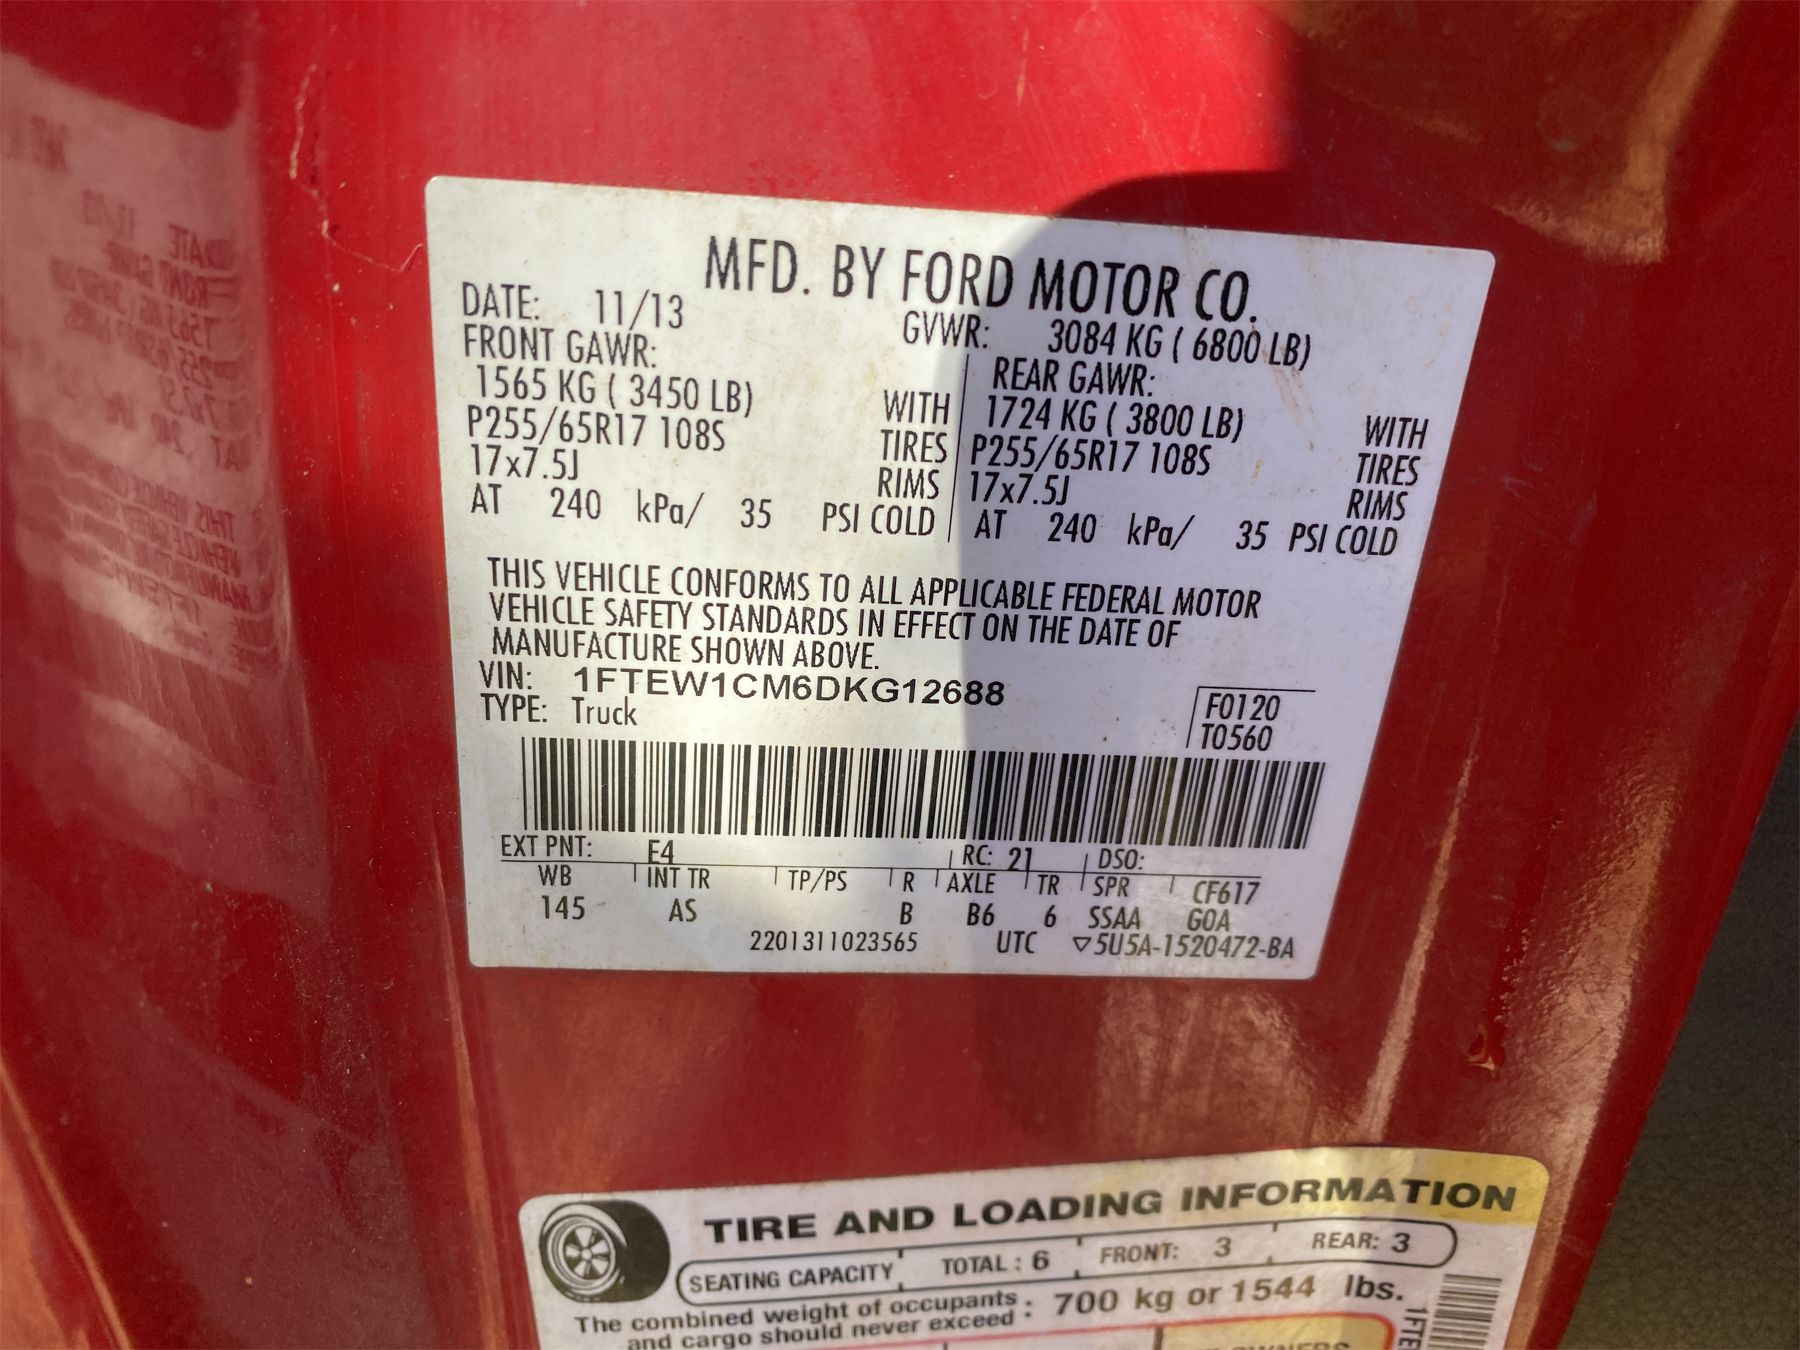 MFD. BY FORD MOTOR CO.
DATE: 11/13 GVWR: 3084 KG ( 6800 LB)
FRONT GAWR: REAR GAWR:
1565 KG ( 3450 LB) WITH 1724 KG ( 3800 LB) WITH
P255/65R17 108S TIRES P255/65R17 108S TIRES
17x7.5J RIMS 17x7.5J RIMS
AT 240 kPa/ 35 PSI COLD AT 240 kPa/ 35 PSI COLD
THIS VEHICLE CONFORMS TO ALL APPLICABLE FEDERAL MOTOR
VEHICLE SAFETY STANDARDS IN EFFECT ON THE DATE OF
MANUFACTURE SHOWN ABOVE.
VIN: 1FTEW1CM6DKG12688
TYPE: Truck
F0120
T0560
EXT PNT: E4 RC: 21 DSO:
WB INT TR TP/PS R AXLE TR SPR CF617
145 AS B B6 6 SSAA GOA
2201311023565 UTC ▽5U5A-1520472-BA
TIRE AND LOADING INFORMATION
SEATING CAPACITY TOTAL : 6 FRONT: 3 REAR: 3
The combined weight of occupants : 700 kg or 1544 lbs.
and cargo should never exceed
1FTE